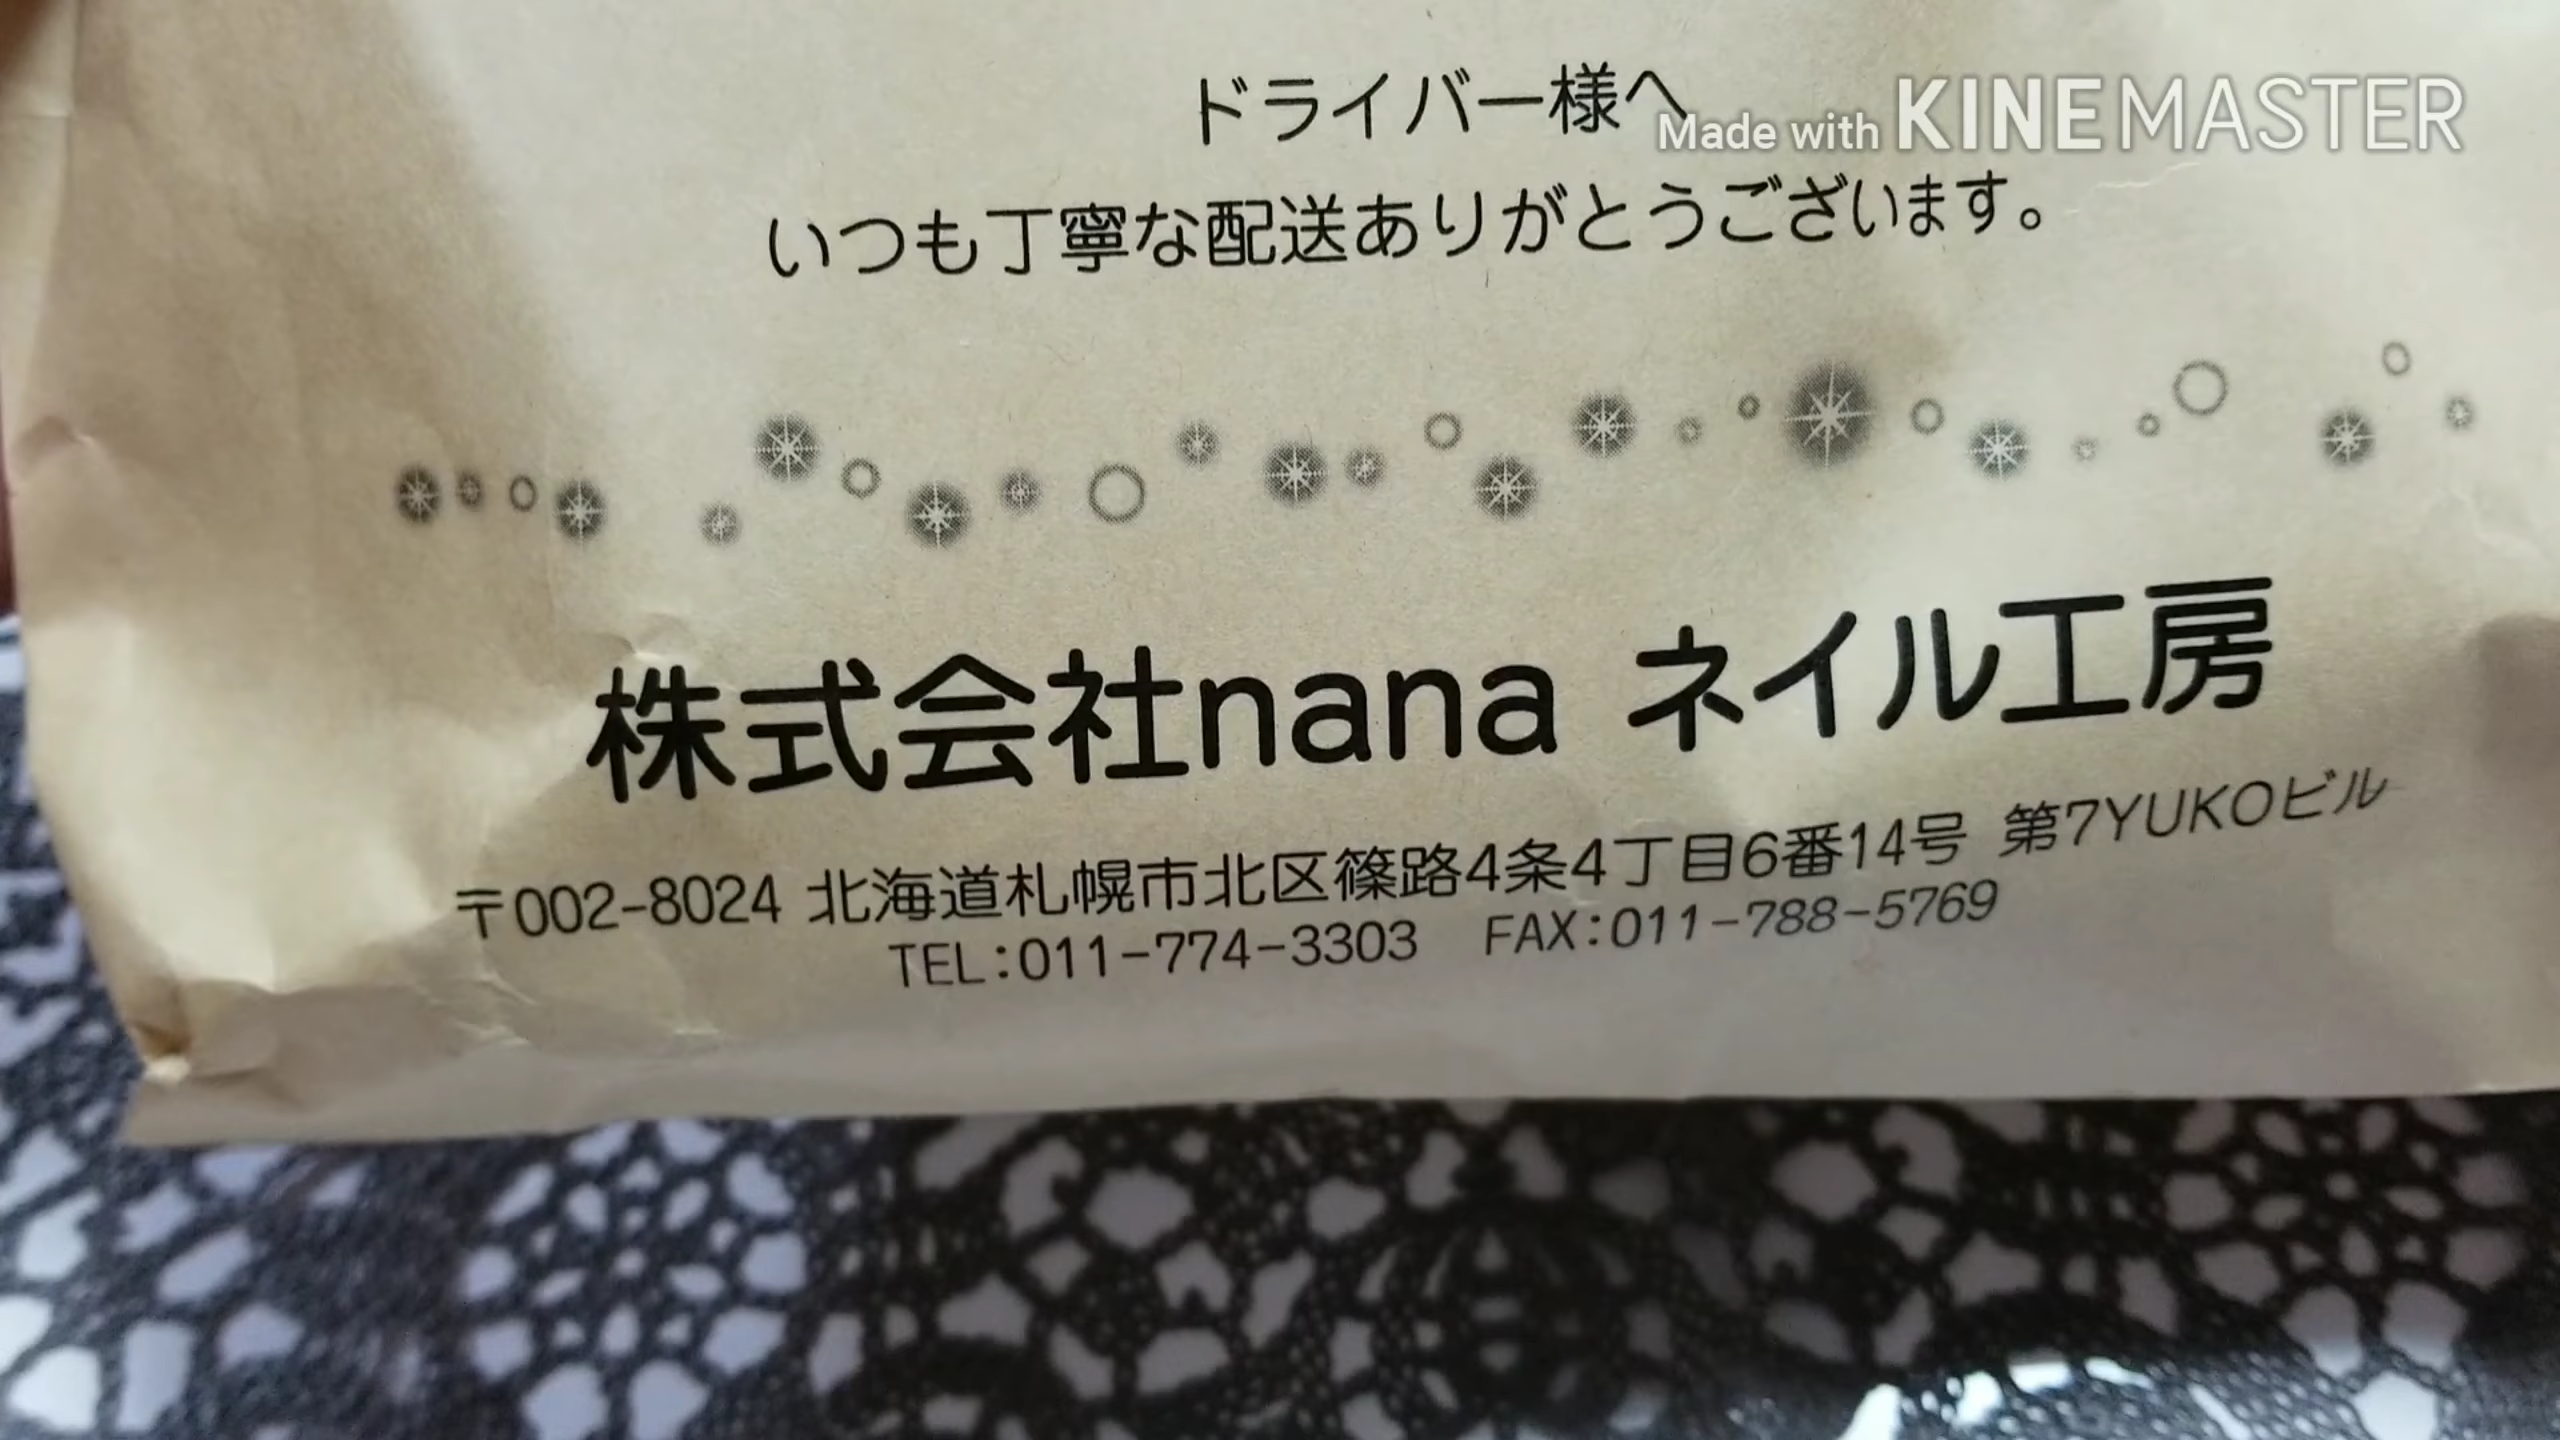 ドライバー様へ
Made with KINEMASTER
いつも丁寧な配送ありがとうございます。
株式会社nana ネイル工房
〒002-8024 北海道札幌市北区篠路4条4丁目6番14号 第7YUKOビル
TEL:011-774-3303 FAX:011-788-5769